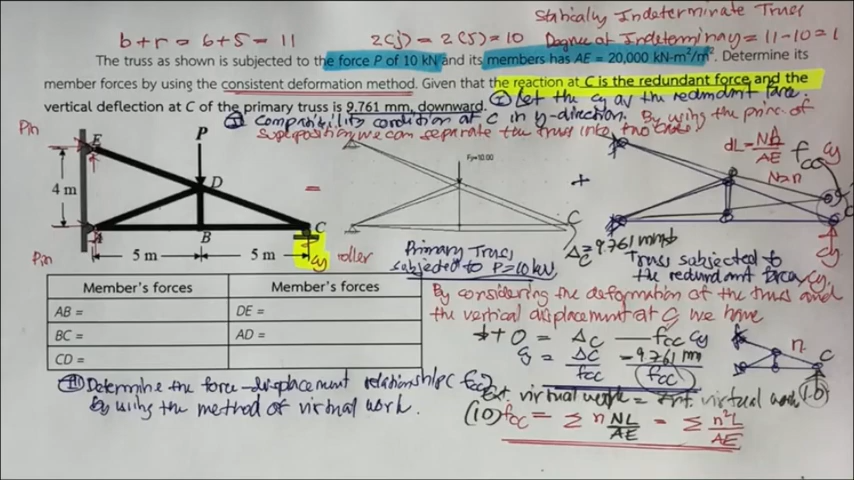 Statically Indeterminate Truss
b+r = 6+5 = 11 2(j) = 2(5) = 10 Degree of Indeterminacy = 11-10 = 1
The truss as shown is subjected to the force P of 10 kN and its members has AE = 20,000 kN-m²/m². Determine its
member forces by using the consistent deformation method. Given that the reaction at C is the redundant force and the
vertical deflection at C of the primary truss is 9.761 mm, downward. Ⓘ Let the Cy as the redundant force.
Ⓘ Compatibility condition at C in y-direction. By using the princ. of
superposition, we can separate the truss into two
Pin
E
P
4 m
D
=
Fy=10.00
+
dL = NL/AE
N=n
fcc Cy
A
B
C
Cy
roller
Pin
5 m
5 m
C
Δc = 9.761 mm
Primary Truss
subjected to P=10 kN
Truss subjected to
the redundant force, Cy.
Cy
Member's forces Member's forces
AB = DE =
BC = AD =
CD =
By considering the deformation of the truss and
the vertical displacement at C, we have
↓+ 0 = Δc - fcc Cy
Cy = Δc/fcc = 9.761 mm/fcc
n
C
1.0
Determine the force-displacement relationship (fcc)
by using the method of virtual work.
Ext. virtual work = Int. virtual work
(1.0) fcc = Σ n NL/AE = Σ n²L/AE